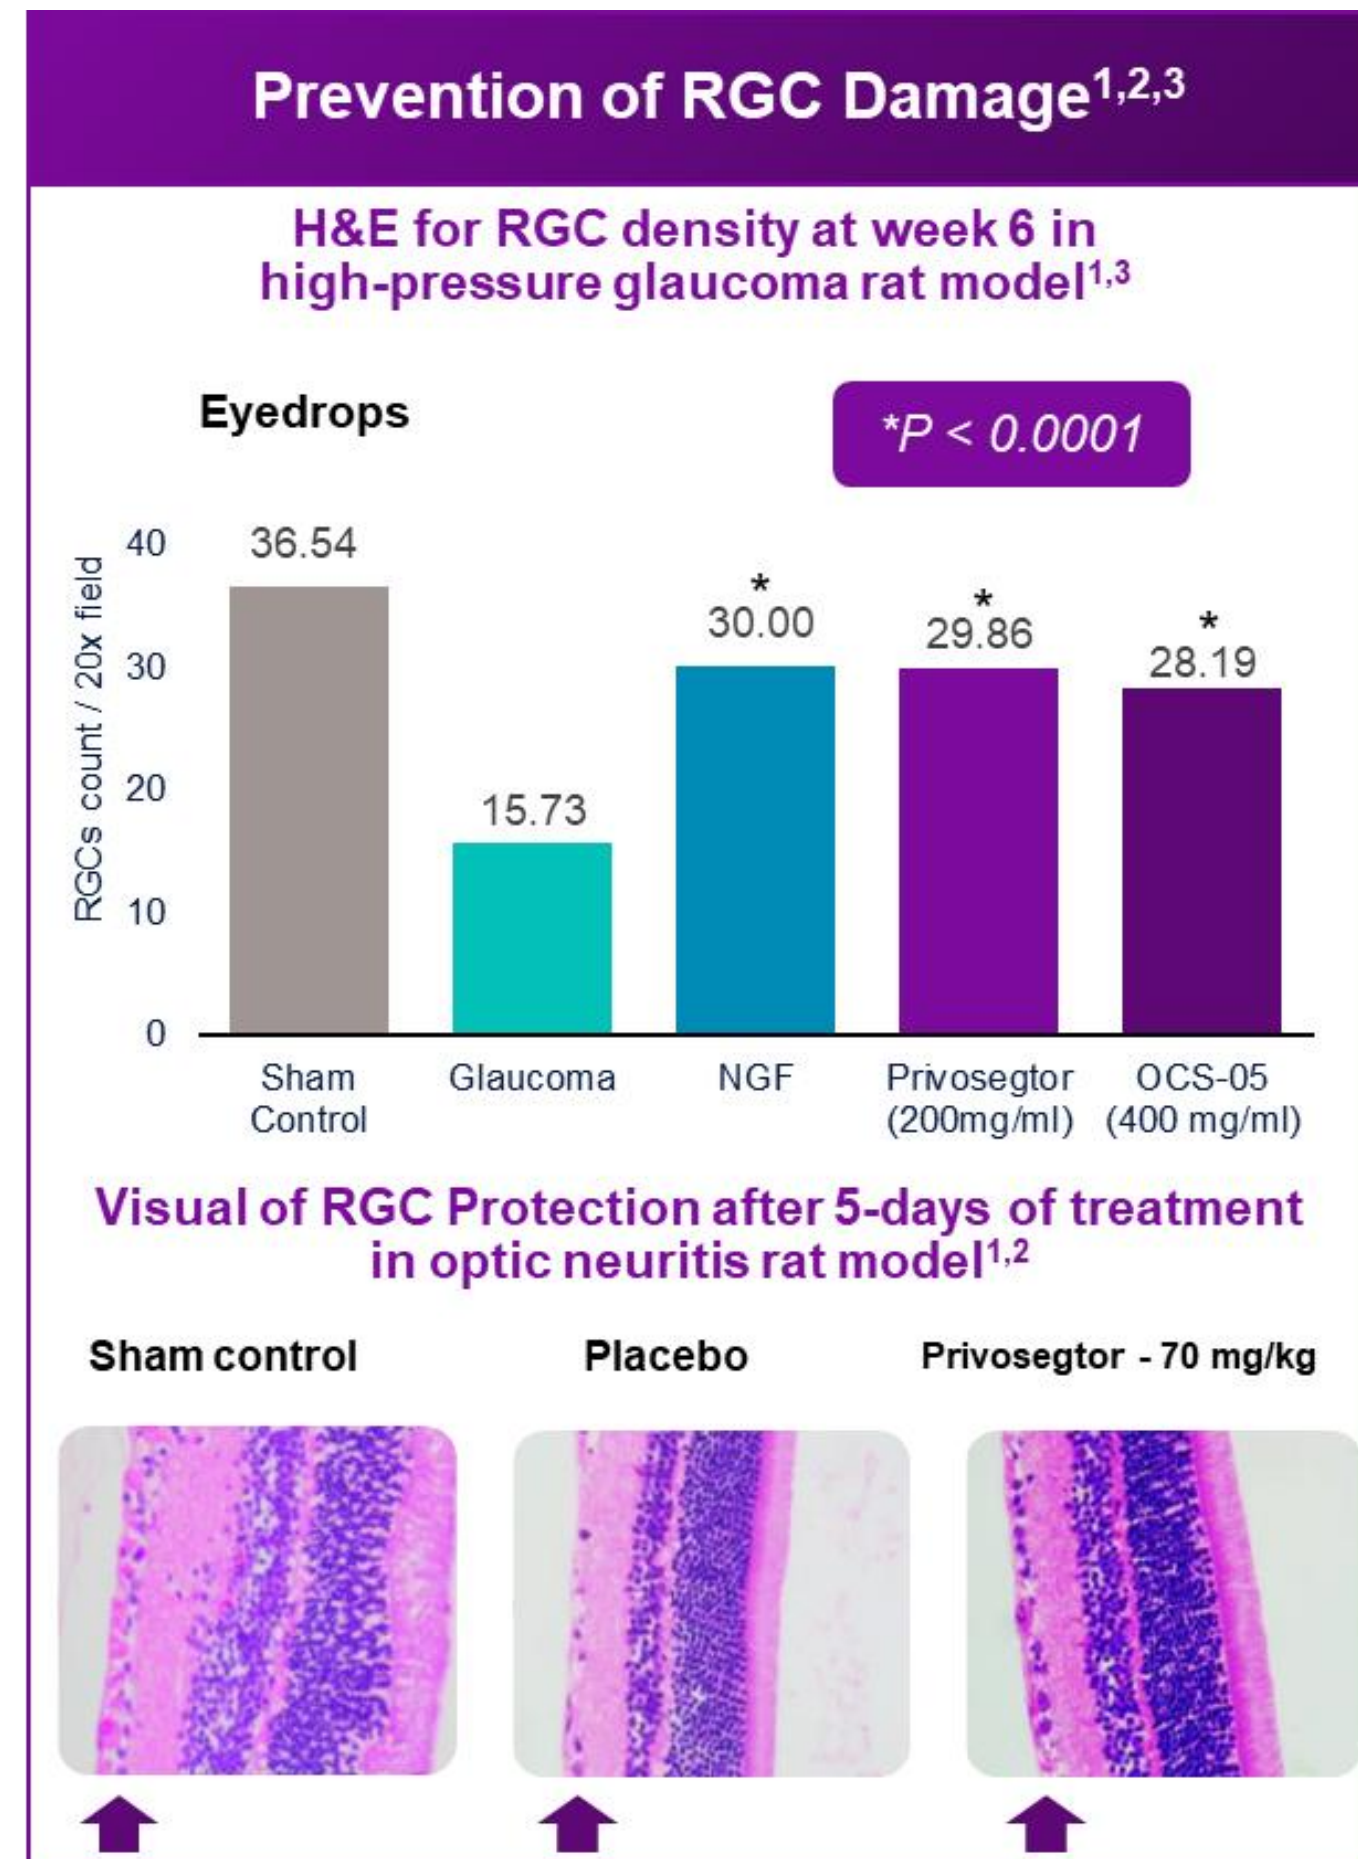 Prevention of RGC Damage1,2,3
H&E for RGC density at week 6 in
high-pressure glaucoma rat model1,3
Eyedrops
*P < 0.0001
RGCs count / 20x field
40
30
20
10
0
36.54
15.73
*
30.00
*
29.86
*
28.19
Sham
Control
Glaucoma
NGF
Privosegtor
(200mg/ml)
OCS-05
(400 mg/ml)
Visual of RGC Protection after 5-days of treatment
in optic neuritis rat model1,2
Sham control
Placebo
Privosegtor - 70 mg/kg